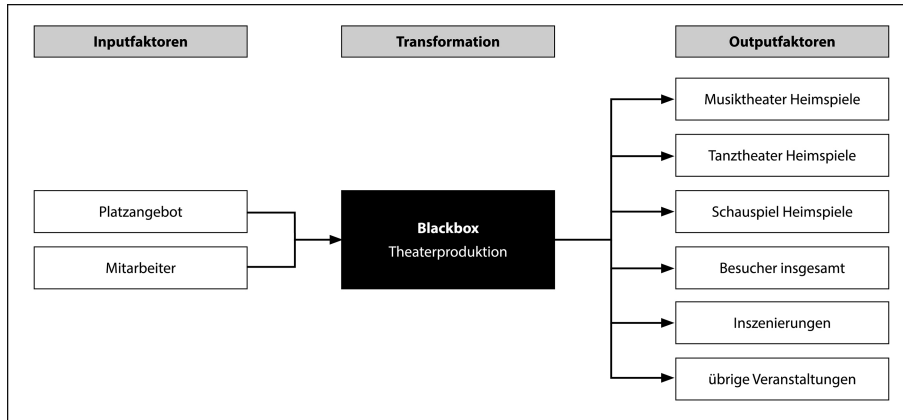 Inputfaktoren
Transformation
Outputfaktoren
Platzangebot
Mitarbeiter
Blackbox
Theaterproduktion
Musiktheater Heimspiele
Tanztheater Heimspiele
Schauspiel Heimspiele
Besucher insgesamt
Inszenierungen
übrige Veranstaltungen